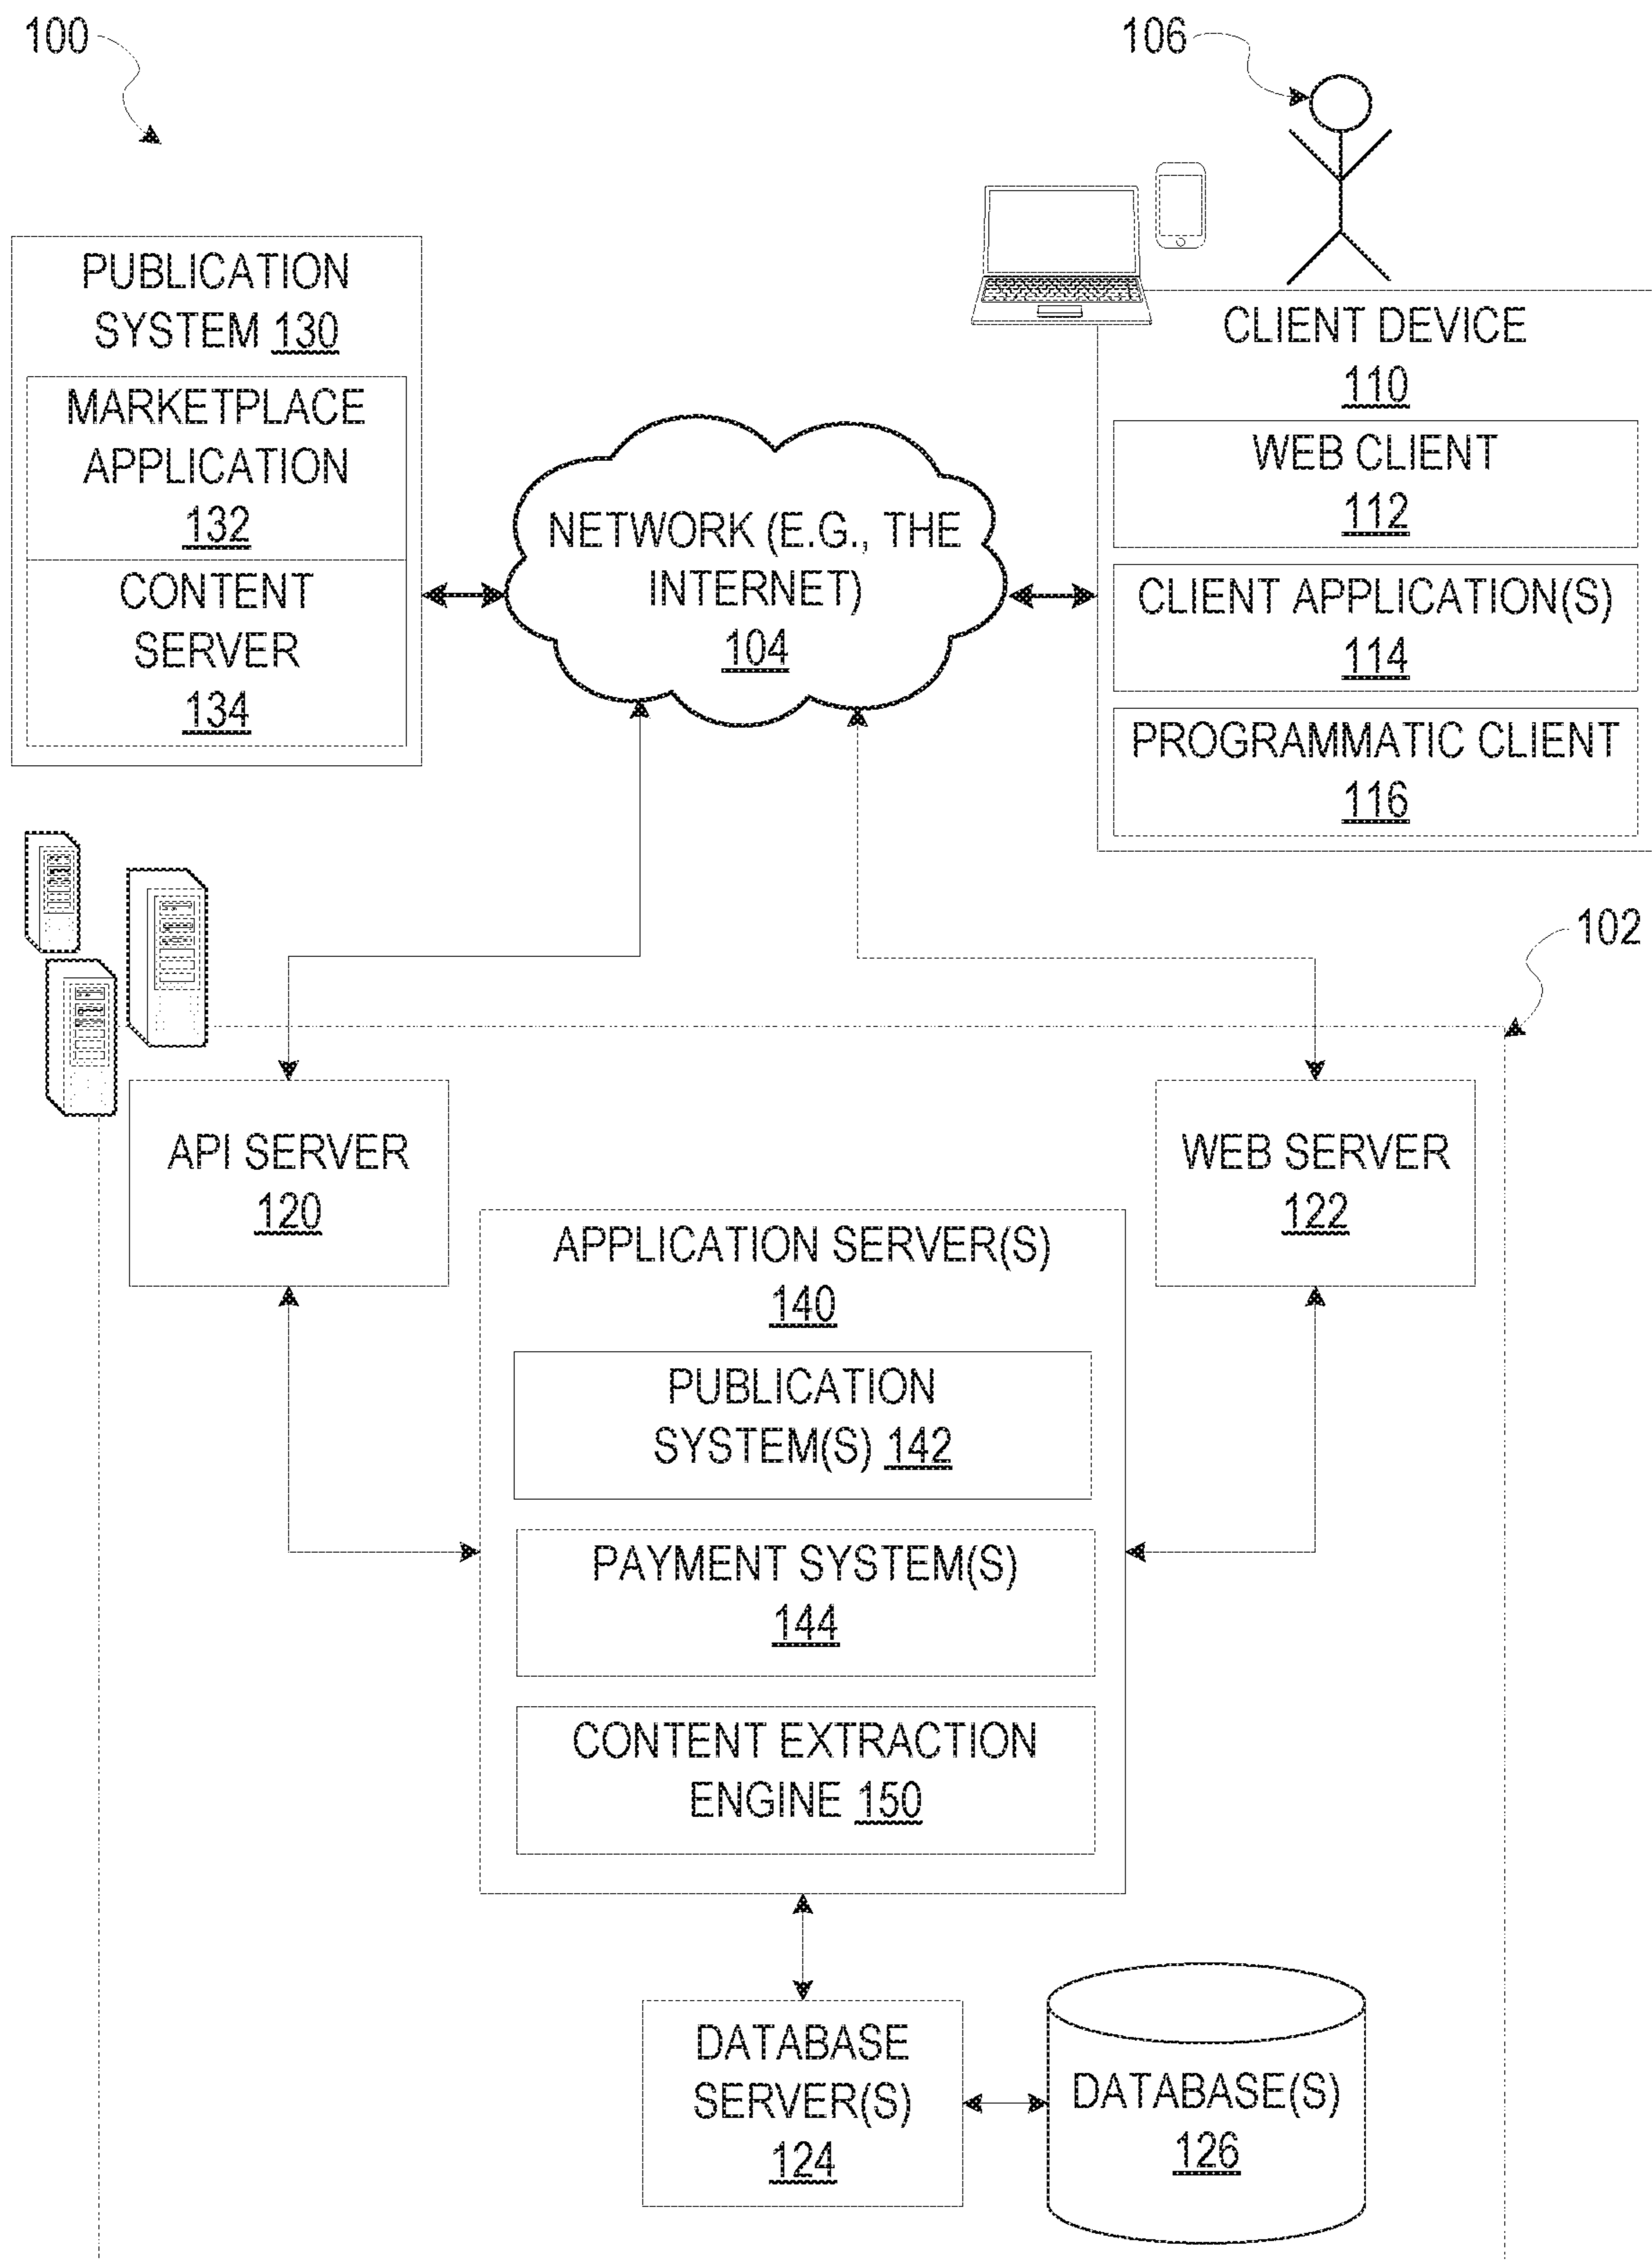 100
106
PUBLICATION
SYSTEM 130
MARKETPLACE
APPLICATION
132
CONTENT
SERVER
134
NETWORK (E.G., THE
INTERNET)
104
CLIENT DEVICE
110
WEB CLIENT
112
CLIENT APPLICATION(S)
114
PROGRAMMATIC CLIENT
116
102
API SERVER
120
WEB SERVER
122
APPLICATION SERVER(S)
140
PUBLICATION
SYSTEM(S) 142
PAYMENT SYSTEM(S)
144
CONTENT EXTRACTION
ENGINE 150
DATABASE
SERVER(S)
124
DATABASE(S)
126